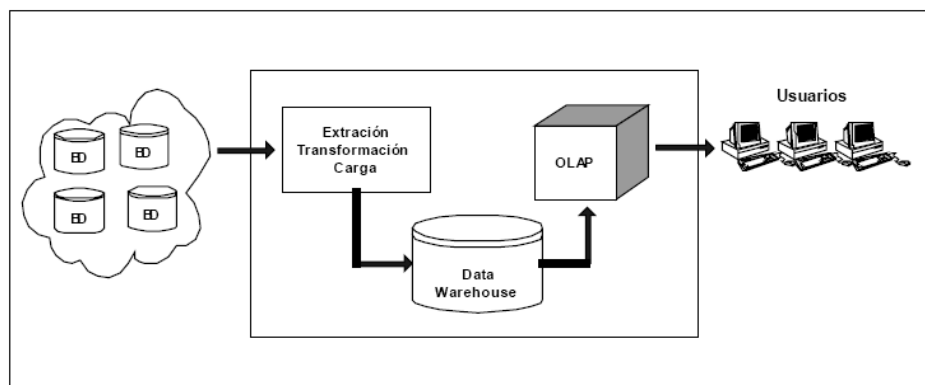 BD
BD
BD
BD
Extración
Transformación
Carga
OLAP
Data
Warehouse
Usuarios